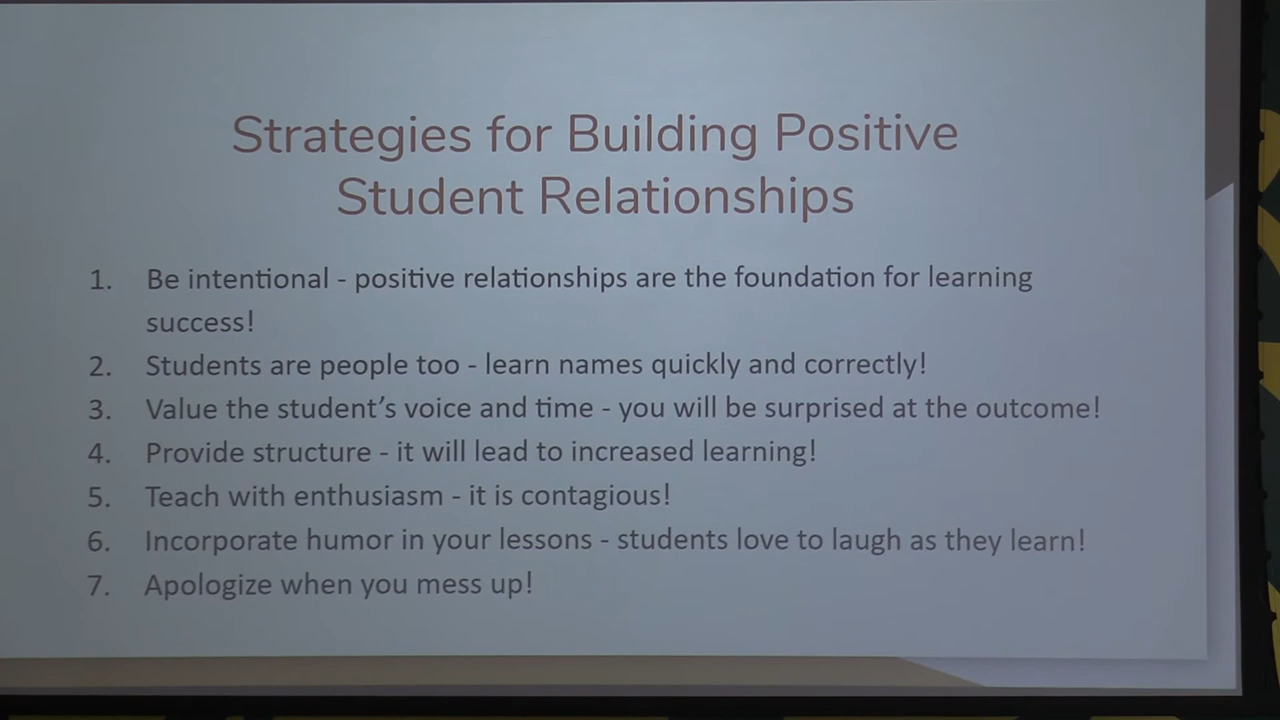 Strategies for Building Positive
Student Relationships
1. Be intentional - positive relationships are the foundation for learning
success!
2. Students are people too - learn names quickly and correctly!
3. Value the student’s voice and time - you will be surprised at the outcome!
4. Provide structure - it will lead to increased learning!
5. Teach with enthusiasm - it is contagious!
6. Incorporate humor in your lessons - students love to laugh as they learn!
7. Apologize when you mess up!